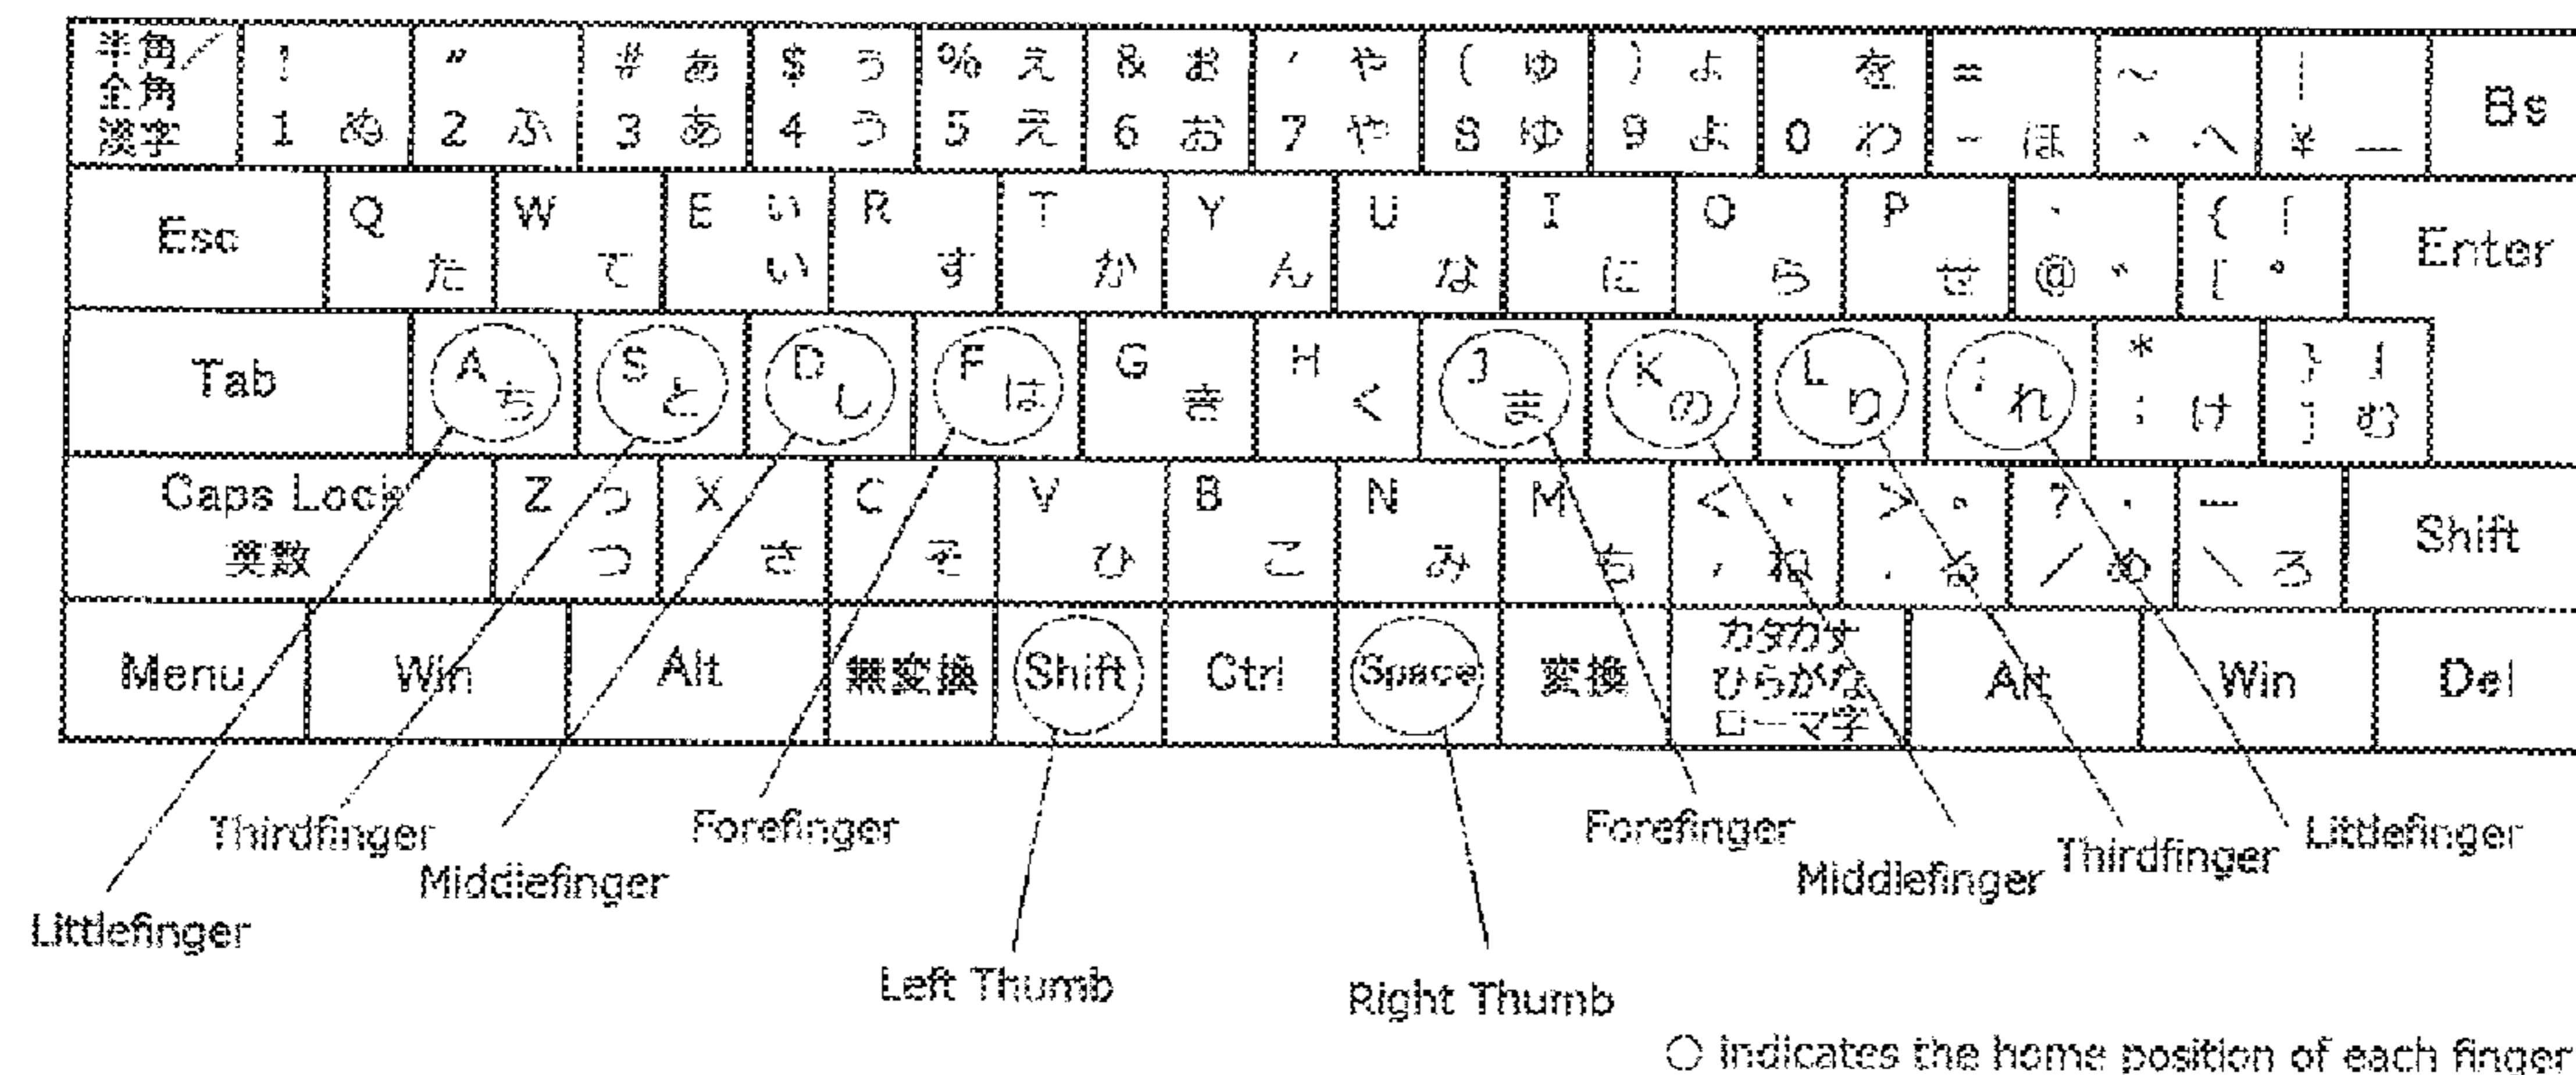 半角／ ! " # ぁ $ ぅ % ぇ & ぉ ' ゃ ( ゅ ) ょ を = ~ | Bs
全角
漢字 1 ぬ 2 ふ 3 あ 4 う 5 え 6 お 7 や 8 ゆ 9 よ 0 わ - ほ へ ¥
Esc Q W E ぃ R T Y U I O P ` { 「 Enter
た て い す か ん な に ら せ @ ゛ [ ゜
Tab A ち S と D し F は G き H く J ま K の L り ; れ * : け } 」 ] む
Caps Lock Z っ X C V B N M < 、 > 。 ? ・ Shift
英数 つ さ そ ひ こ み , ね . る ／ め ＼ ろ
Menu Win Alt 無変換 Shift Ctrl Space 変換 カタカナ Alt Win Del
ひらがな
ローマ字
Thirdfinger Forefinger Forefinger Littlefinger
Middlefinger Middlefinger Thirdfinger
Littlefinger
Left Thumb Right Thumb
○ indicates the home position of each finger